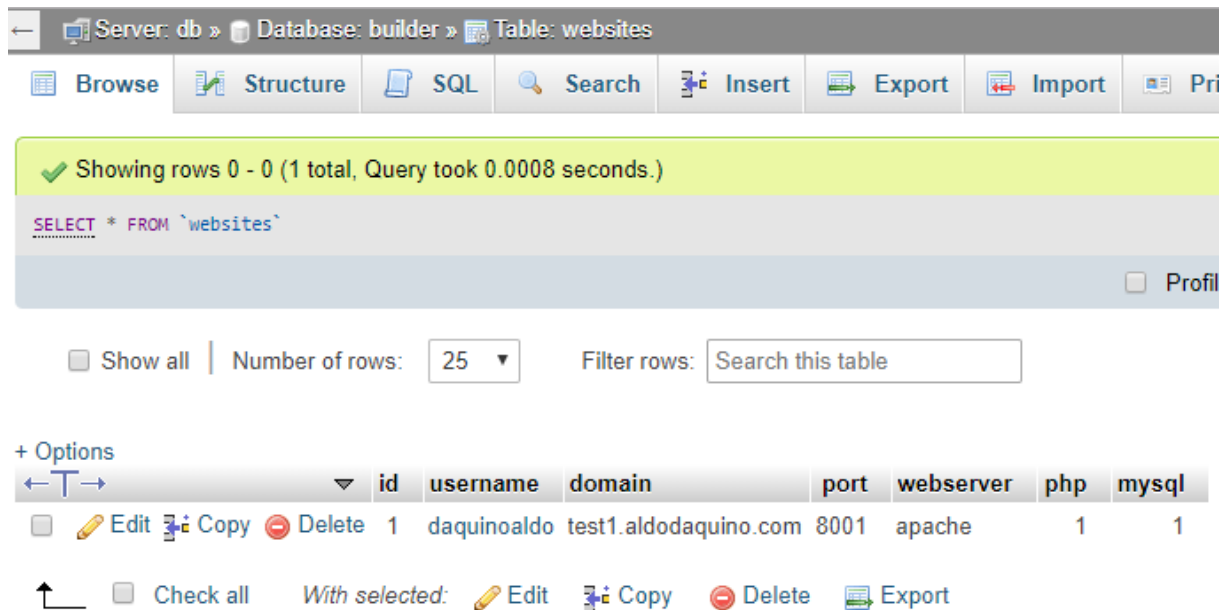 ← Server: db » Database: builder » Table: websites
Browse Structure SQL Search Insert Export Import Pri
Showing rows 0 - 0 (1 total, Query took 0.0008 seconds.)
SELECT * FROM `websites`
Profil
Show all | Number of rows: 25 Filter rows: Search this table
+ Options
←T→ id username domain port webserver php mysql
Edit Copy Delete 1 daquinoaldo test1.aldodaquino.com 8001 apache 1 1
Check all With selected: Edit Copy Delete Export